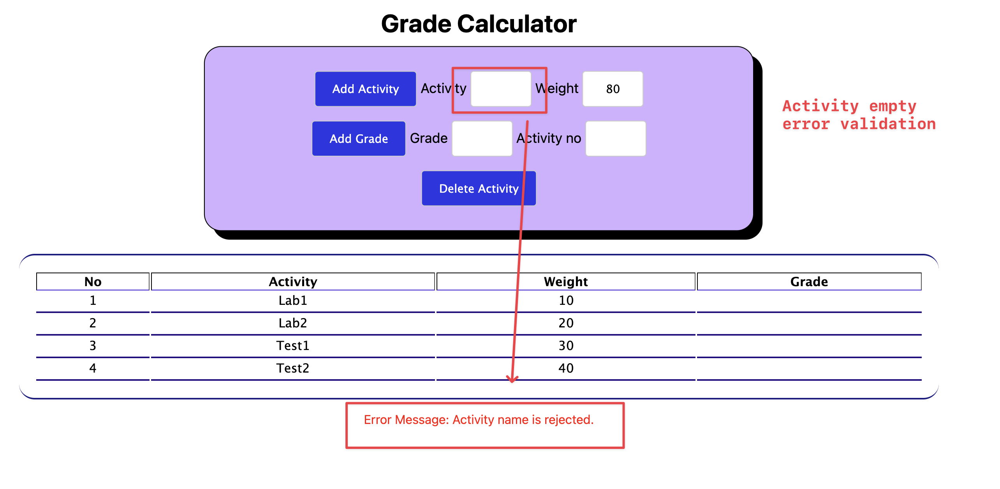 Grade Calculator
Add Activity Activity Weight 80
Activity empty
error validation
Add Grade Grade Activity no
Delete Activity
No Activity Weight Grade
1 Lab1 10
2 Lab2 20
3 Test1 30
4 Test2 40
Error Message: Activity name is rejected.